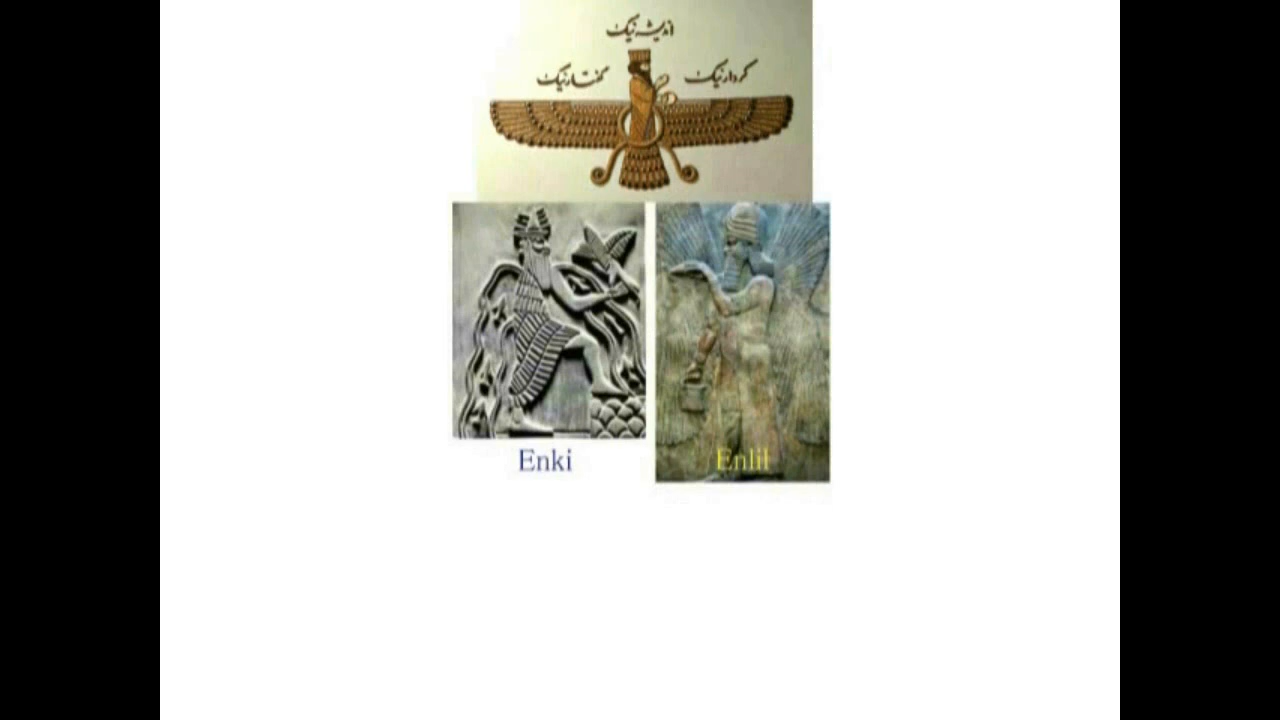 اندیشه نیک
گفتار نیک
کردار نیک
Enki
Enlil